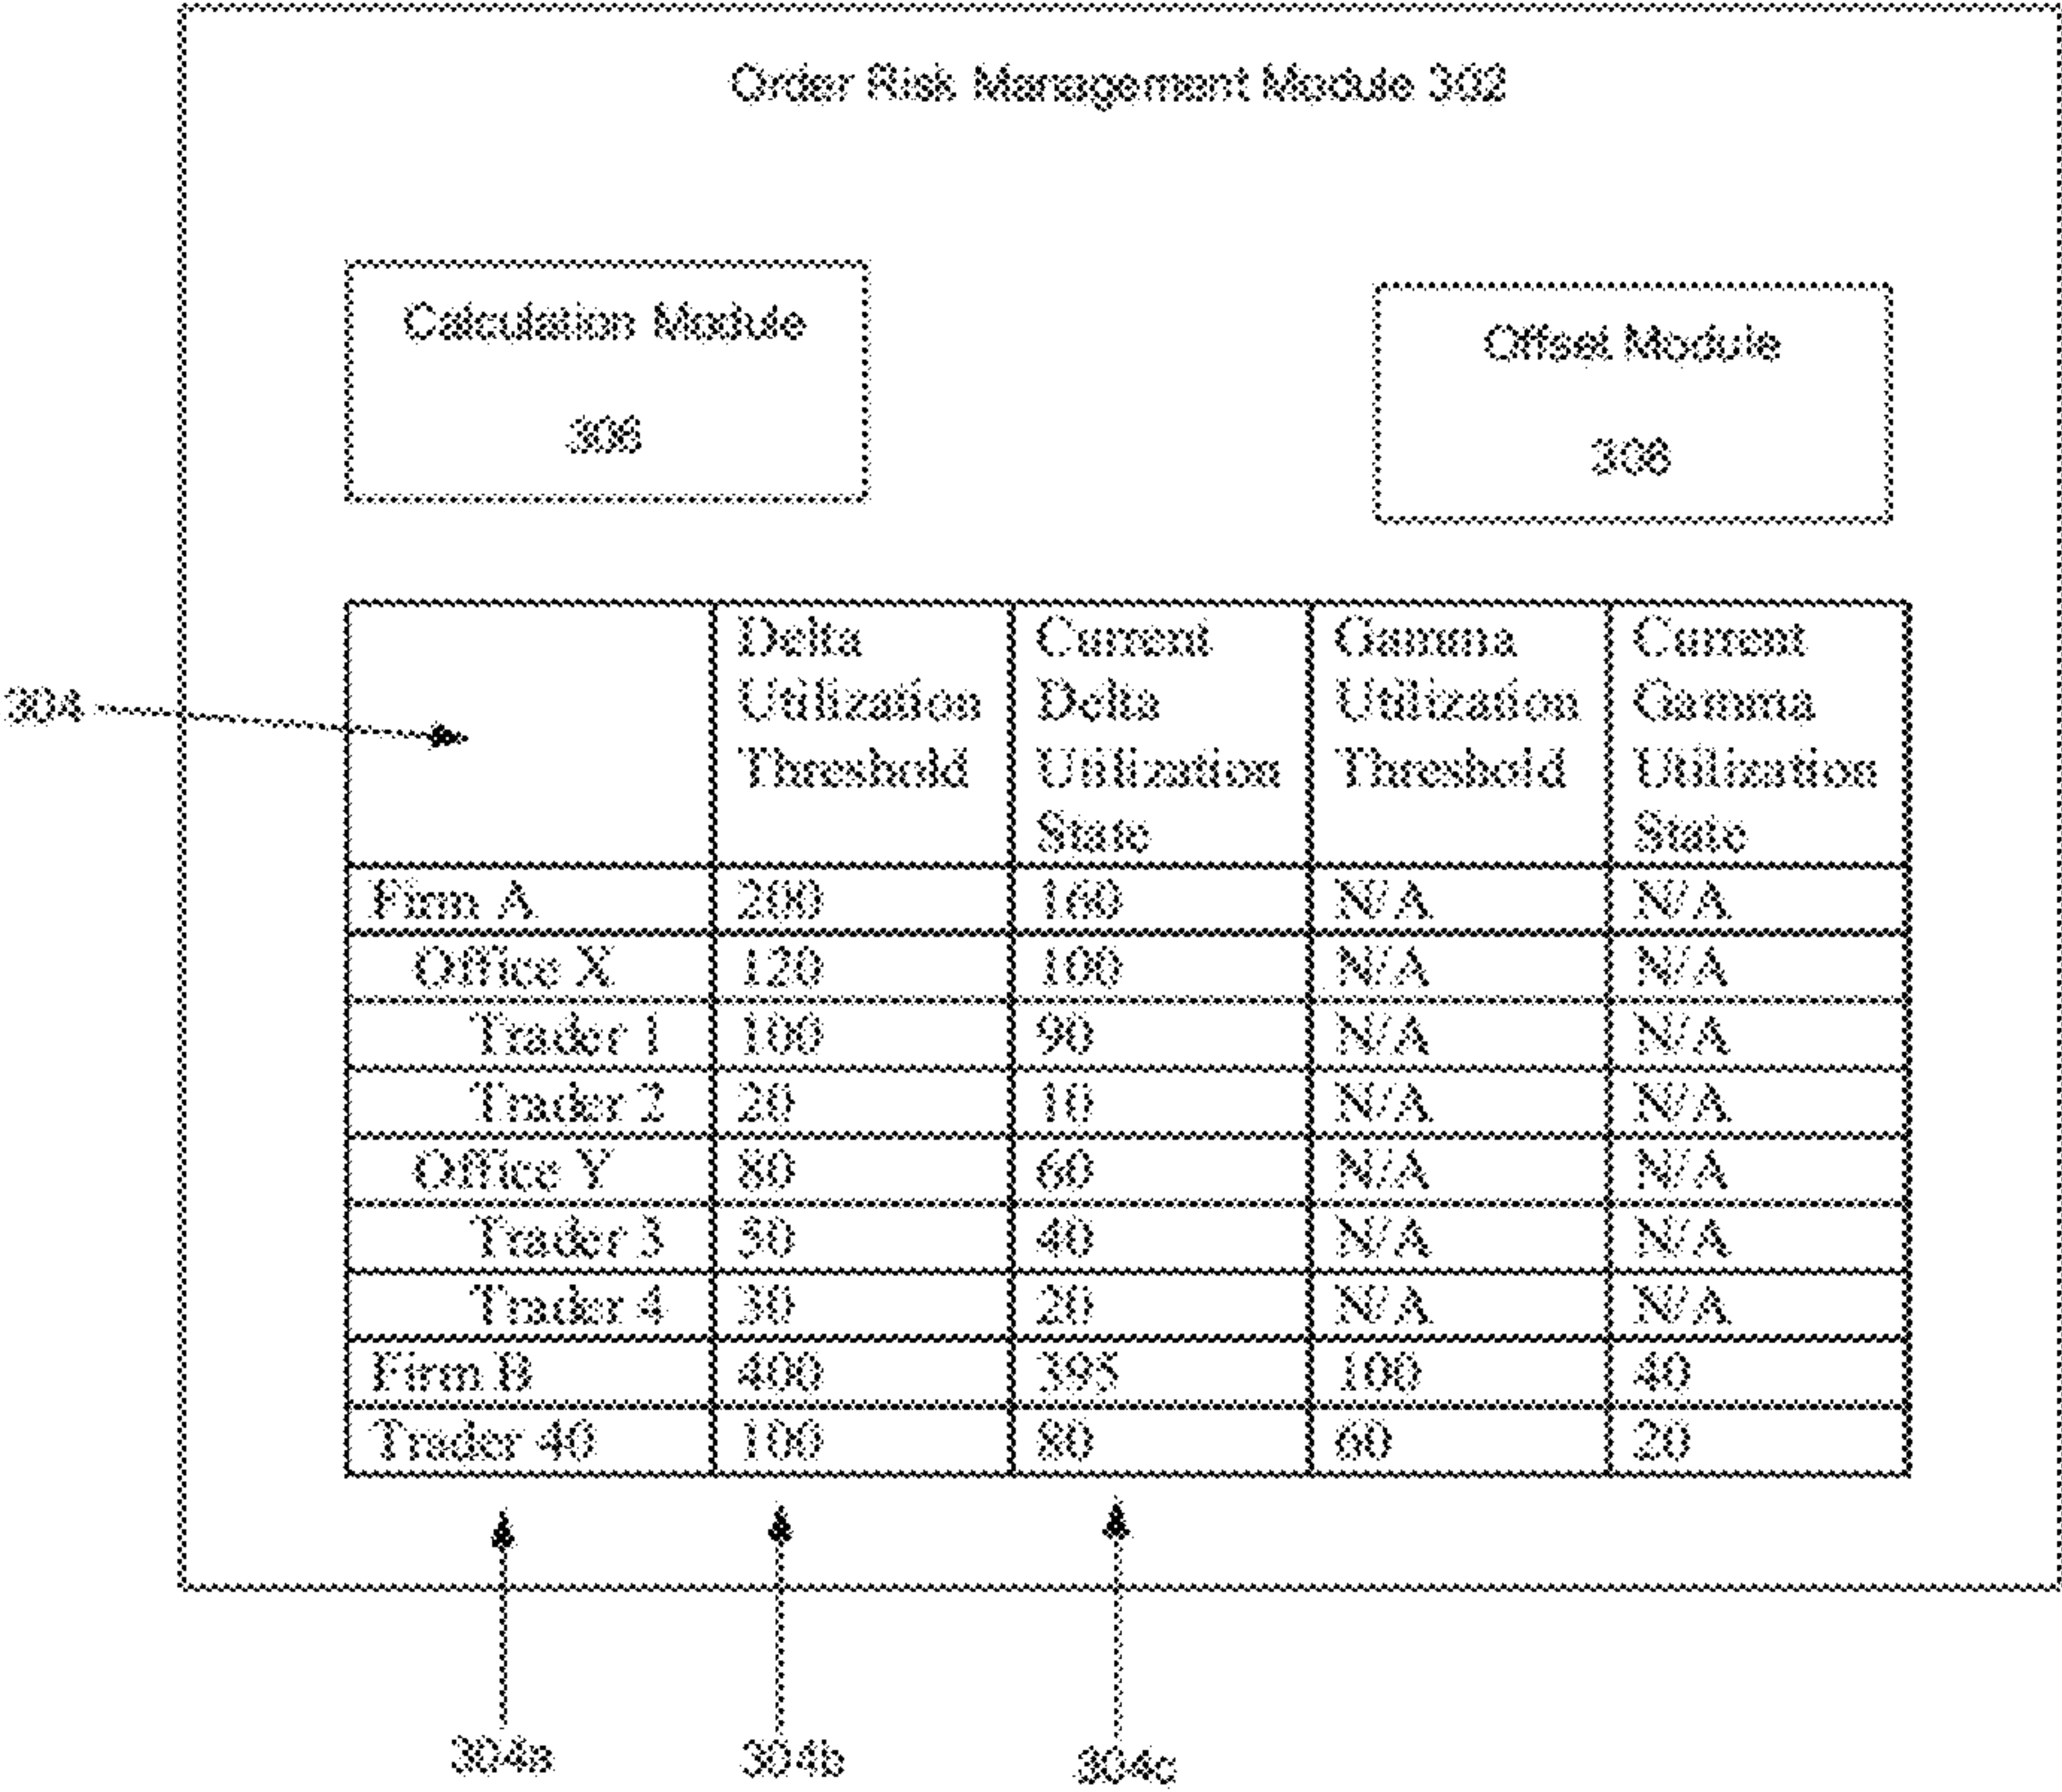 Order Risk Management Module 302
Calculation Module
306
Offset Module
308
304
Delta Utilization Threshold
Current Delta Utilization State
Gamma Utilization Threshold
Current Gamma Utilization State
Firm A 200 160 N/A N/A
Office X 120 100 N/A N/A
Trader 1 100 90 N/A N/A
Trader 2 20 10 N/A N/A
Office Y 80 60 N/A N/A
Trader 3 50 40 N/A N/A
Trader 4 30 20 N/A N/A
Firm B 400 395 100 40
Trader 40 100 80 60 20
304a 304b 304c